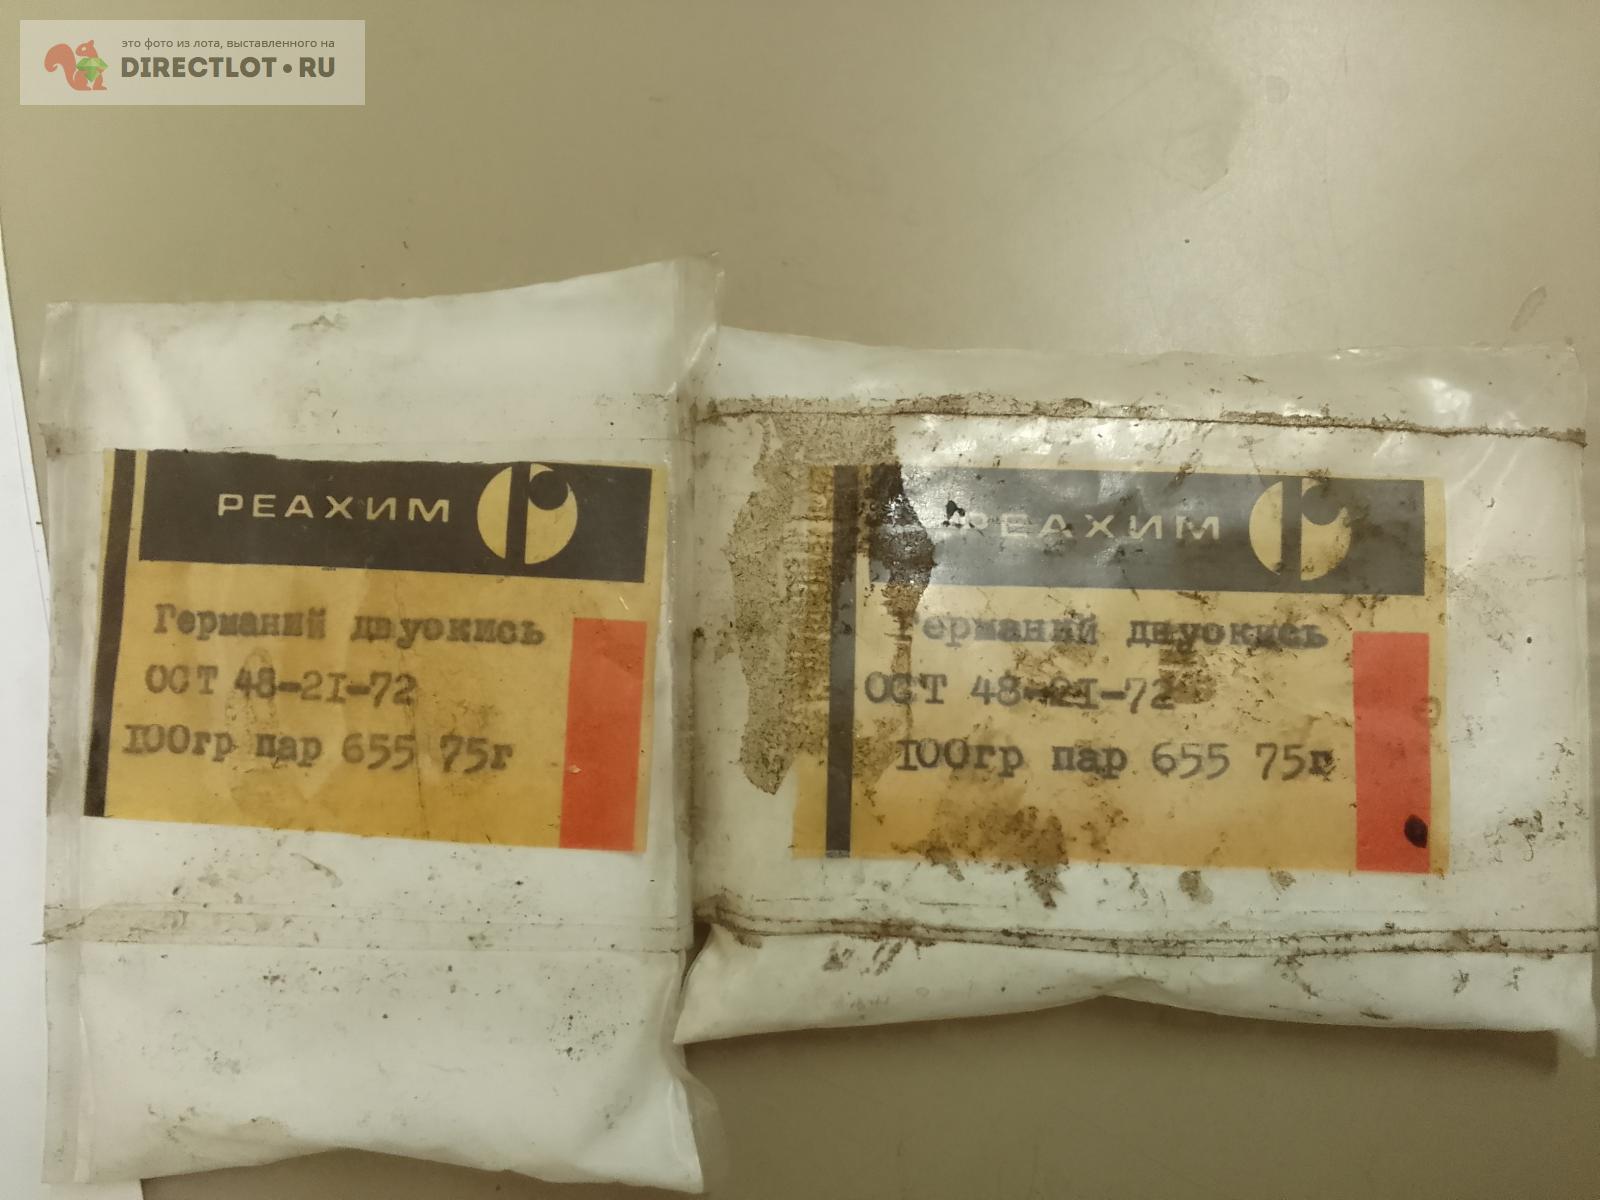 это фото из лота, выставленного на
DIRECTLOT.RU
РЕАХИМ
Германий двуокись
ОСТ 48-21-72
100гр пар 655 75г
РЕАХИМ
Германий двуокись
ОСТ 48-21-72
100гр пар 655 75г